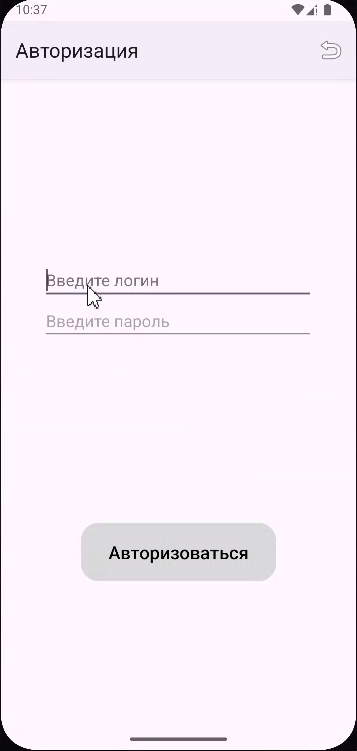 10:37
Авторизация
Введите логин
Введите пароль
Авторизоваться